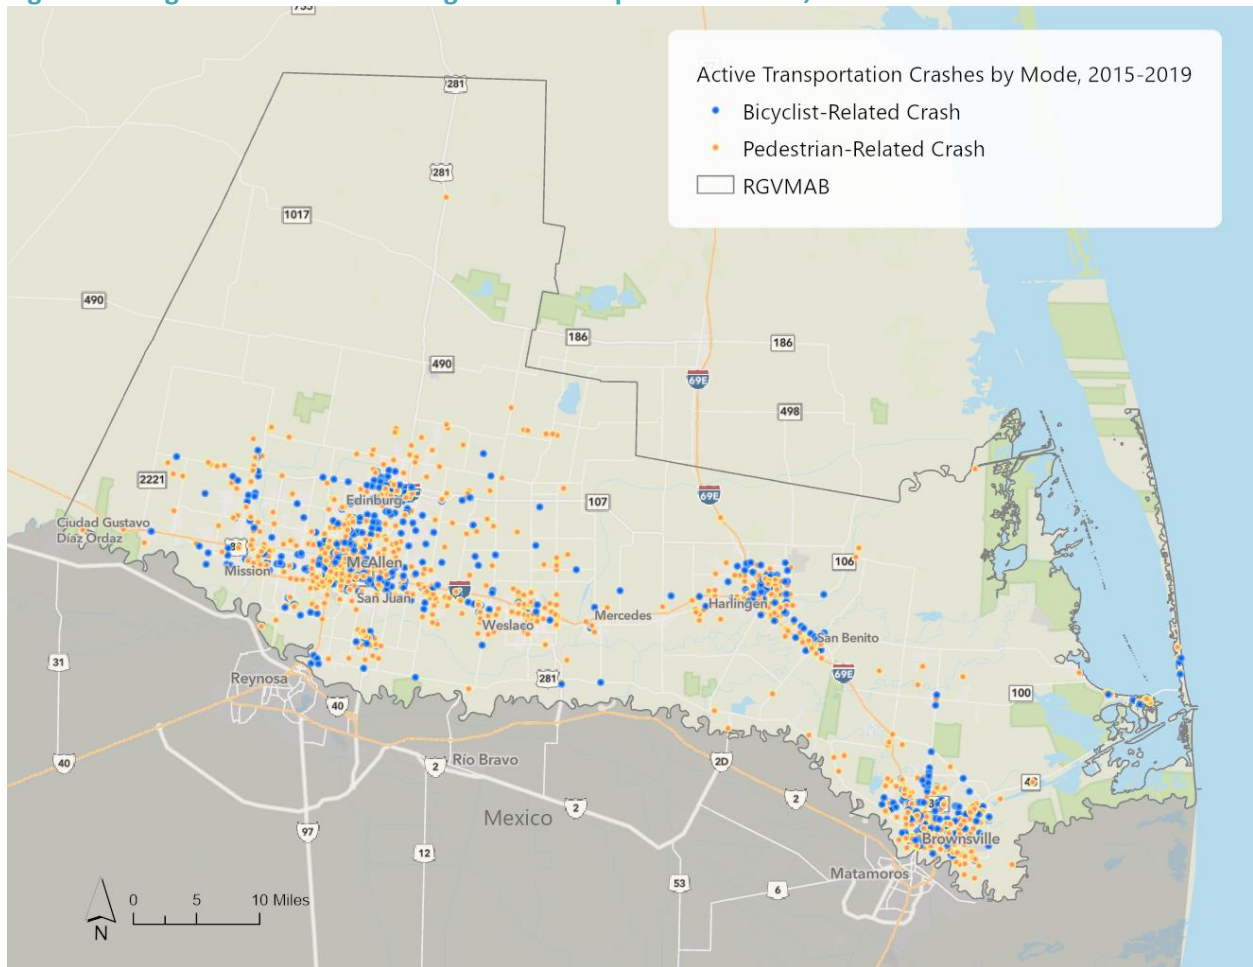 755
281
Active Transportation Crashes by Mode, 2015-2019
Bicyclist-Related Crash
Pedestrian-Related Crash
RGVMAB
281
1017
490
186
186
490
69E
498
2221
Edinburg
107
69E
Ciudad Gustavo
Díaz Ordaz
Mission
McAllen
106
San Juan
Harlingen
Mercedes
Weslaco
San Benito
31
Reynosa
281
69E
100
40
40
2
Río Bravo
2D
2
2
Mexico
97
Brownsville
12
Matamoros
53
6
0 5 10 Miles
N